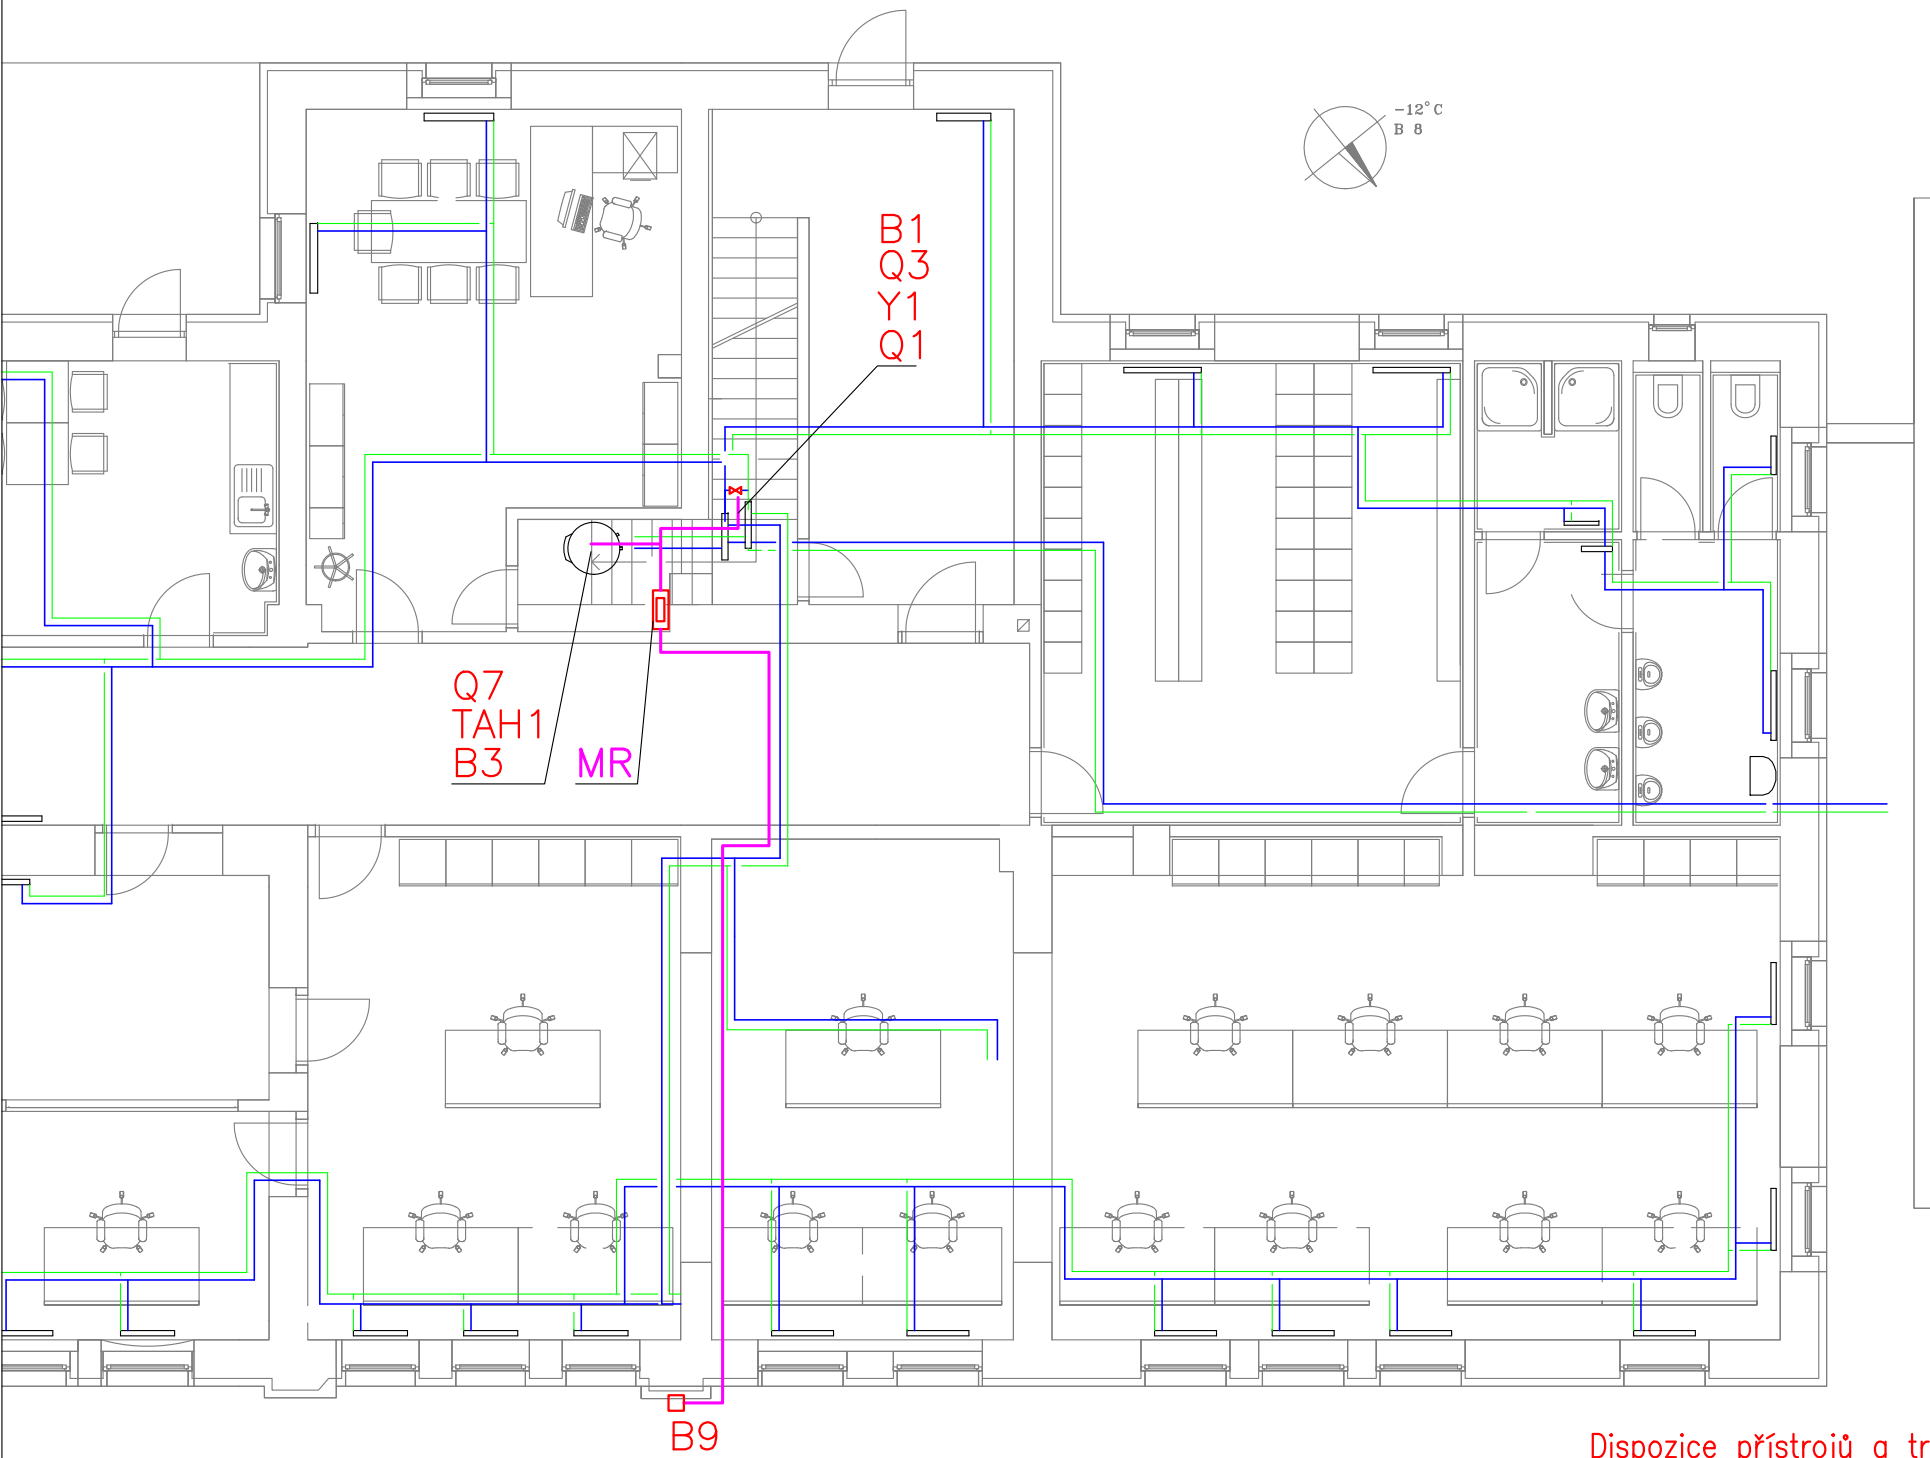 -12°C
B 8
B1
Q3
Y1
Q1
Q7
TAH1
B3
MR
B9
Dispozice přístrojů a tr